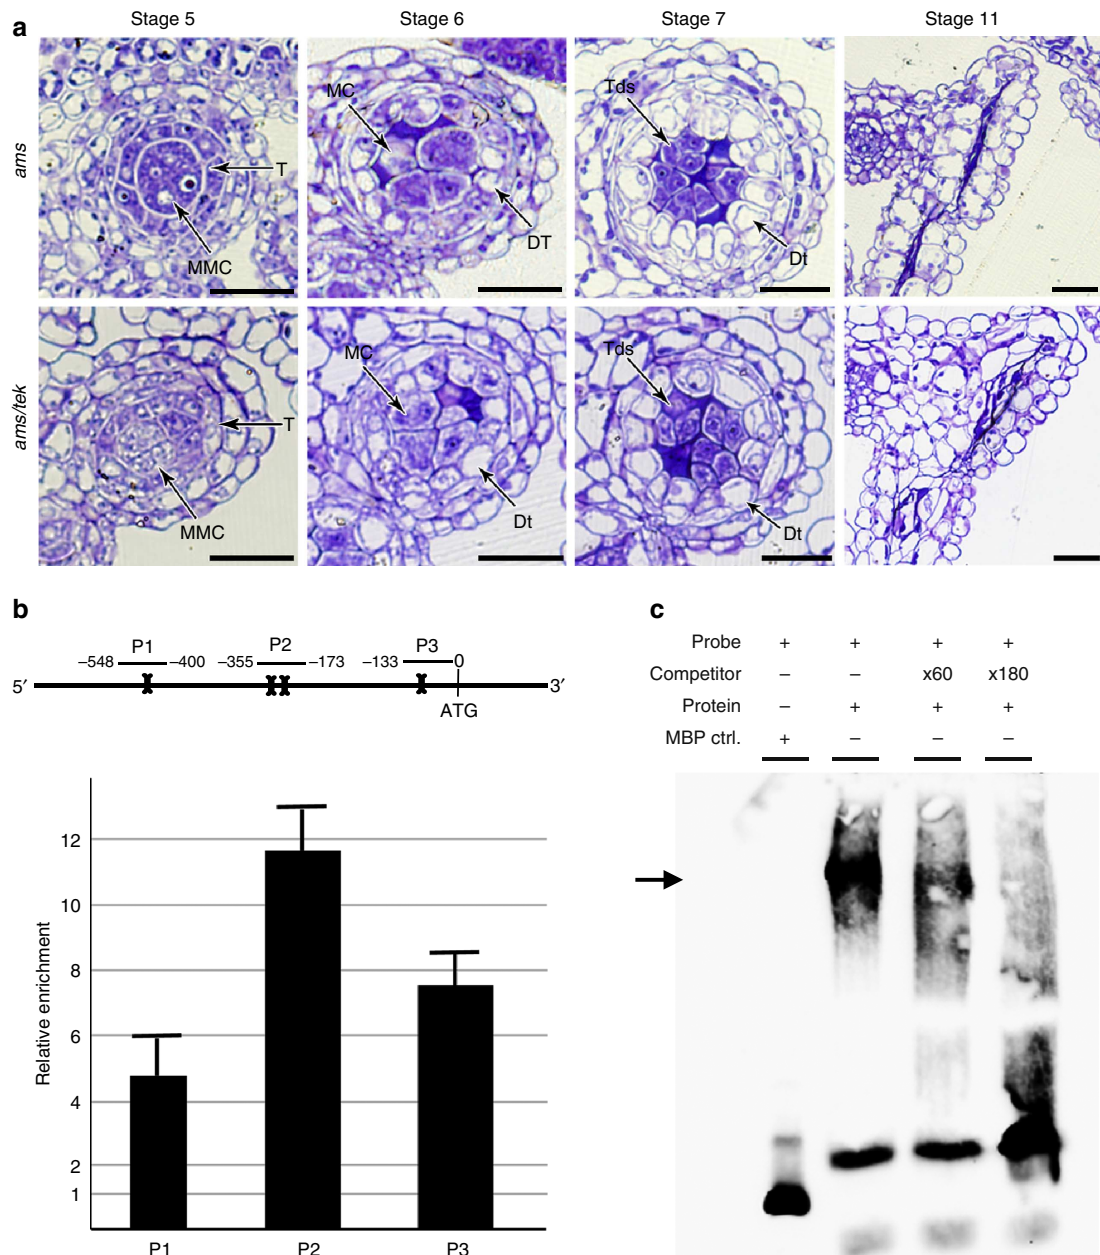 a
Stage 5 Stage 6 Stage 7 Stage 11
ams
T
MMC
MC
DT
Tds
Dt
ams/tek
T
MMC
MC
Dt
Tds
Dt
b
P1 P2 P3
–548 –400 –355 –173 –133 0
5′ 3′
ATG
Relative enrichment
12
10
8
6
4
2
1
P1 P2 P3
c
Probe + + + +
Competitor – – x60 x180
Protein – + + +
MBP ctrl. + – – –